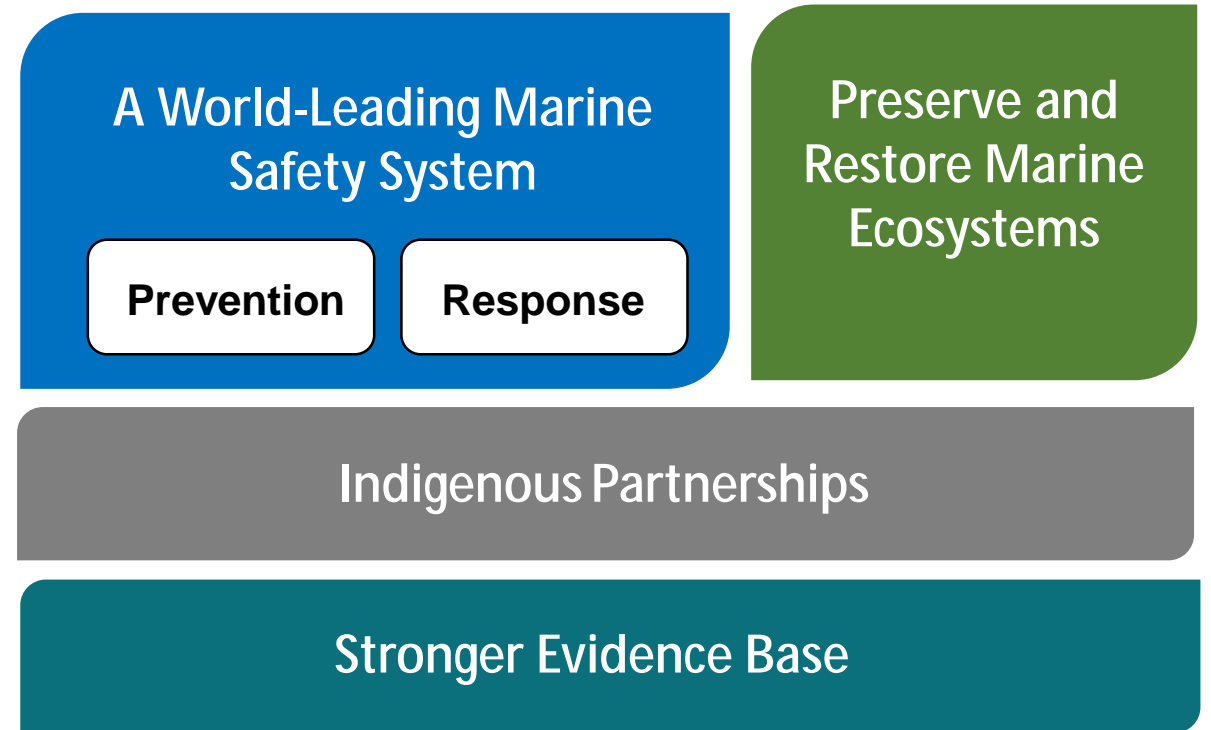 A World-Leading Marine
Safety System
Prevention
Response
Preserve and
Restore Marine
Ecosystems
Indigenous Partnerships
Stronger Evidence Base